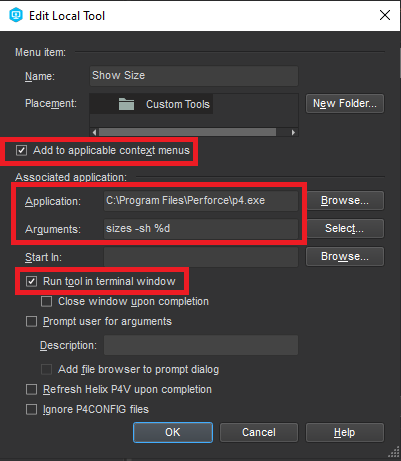 Edit Local Tool
Menu item:
Name: Show Size
Placement: Custom Tools New Folder...
Add to applicable context menus
Associated application:
Application: C:\Program Files\Perforce\p4.exe Browse...
Arguments: sizes -sh %d Select...
Start In: Browse...
Run tool in terminal window
Close window upon completion
Prompt user for arguments
Description:
Add file browser to prompt dialog
Refresh Helix P4V upon completion
Ignore P4CONFIG files
OK Cancel Help